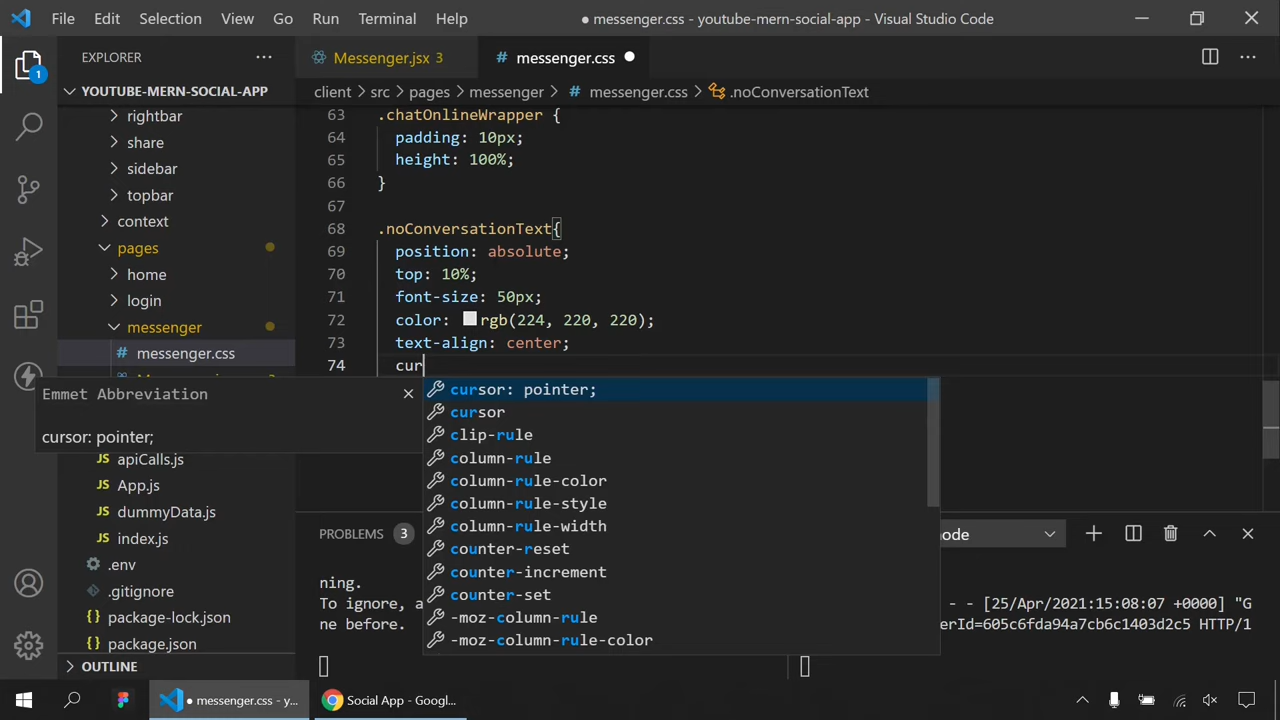 File Edit Selection View Go Run Terminal Help
● messenger.css - youtube-mern-social-app - Visual Studio Code
EXPLORER
Messenger.jsx 3
# messenger.css
YOUTUBE-MERN-SOCIAL-APP
client > src > pages > messenger > # messenger.css > .noConversationText
rightbar
share
sidebar
topbar
context
pages
home
login
messenger
# messenger.css
1
63 .chatOnlineWrapper {
64 padding: 10px;
65 height: 100%;
66 }
67
68 .noConversationText{
69 position: absolute;
70 top: 10%;
71 font-size: 50px;
72 color: rgb(224, 220, 220);
73 text-align: center;
74 cur
Emmet Abbreviation
cursor: pointer;
cursor: pointer;
cursor
clip-rule
column-rule
column-rule-color
column-rule-style
column-rule-width
counter-reset
counter-increment
counter-set
-moz-column-rule
-moz-column-rule-color
JS apiCalls.js
JS App.js
JS dummyData.js
JS index.js
.env
.gitignore
{} package-lock.json
{} package.json
OUTLINE
PROBLEMS 3
ode
ning.
To ignore, a
ne before.
- - [25/Apr/2021:15:08:07 +0000] "G
erId=605c6fda94a7cb6c1403d2c5 HTTP/1
● messenger.css - y...
Social App - Googl...